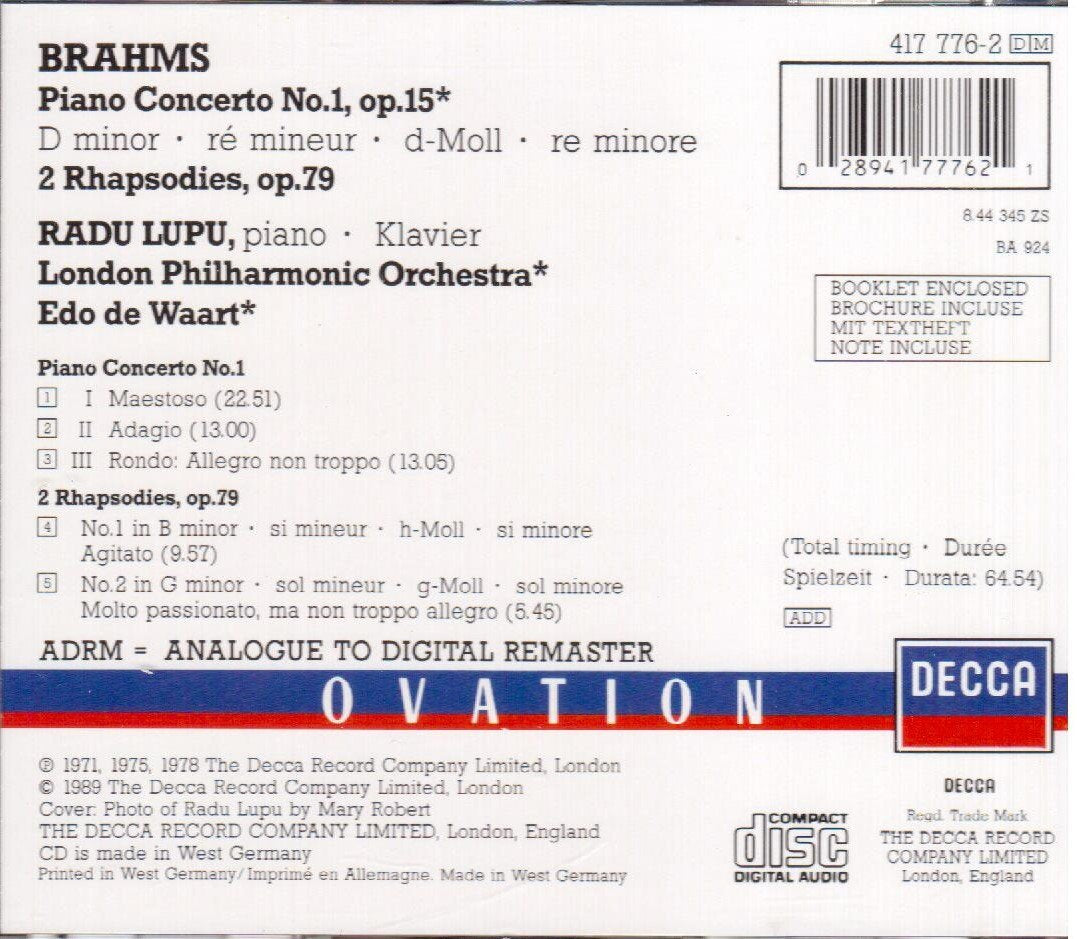 BRAHMS
Piano Concerto No.1, op.15*
D minor · ré mineur · d-Moll · re minore
2 Rhapsodies, op.79
RADU LUPU, piano · Klavier
London Philharmonic Orchestra*
Edo de Waart*
417 776-2 DM
0 28941 77762 1
8.44 345 ZS
BA 924
BOOKLET ENCLOSED
BROCHURE INCLUSE
MIT TEXTHEFT
NOTE INCLUSE
Piano Concerto No.1
1 I Maestoso (22.51)
2 II Adagio (13.00)
3 III Rondo: Allegro non troppo (13.05)
2 Rhapsodies, op.79
4 No.1 in B minor · si mineur · h-Moll · si minore
Agitato (9.57)
5 No.2 in G minor · sol mineur · g-Moll · sol minore
Molto passionato, ma non troppo allegro (5.45)
(Total timing · Durée
Spielzeit · Durata: 64.54)
ADD
ADRM = ANALOGUE TO DIGITAL REMASTER
OVATION
DECCA
℗ 1971, 1975, 1978 The Decca Record Company Limited, London
© 1989 The Decca Record Company Limited, London
Cover: Photo of Radu Lupu by Mary Robert
THE DECCA RECORD COMPANY LIMITED, London, England
CD is made in West Germany
Printed in West Germany/Imprimé en Allemagne. Made in West Germany
COMPACT
disc
DIGITAL AUDIO
DECCA
Regd. Trade Mark
THE DECCA RECORD
COMPANY LIMITED
London, England